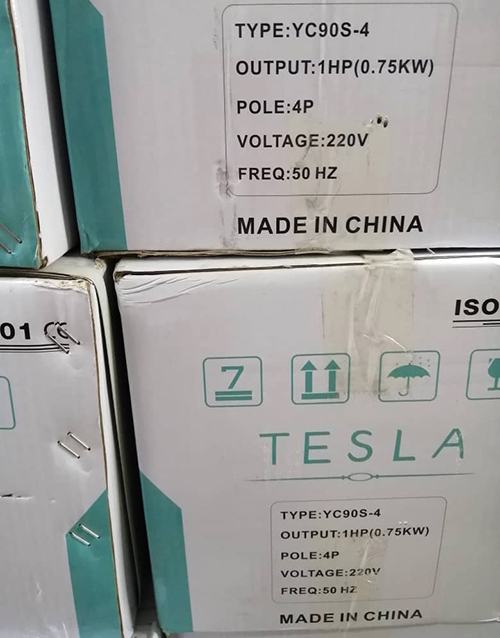 TYPE:YC90S-4
OUTPUT:1HP(0.75KW)
POLE:4P
VOLTAGE:220V
FREQ:50 HZ
MADE IN CHINA
01 CE
ISO
7
TESLA
TYPE:YC90S-4
OUTPUT:1HP(0.75KW)
POLE:4P
VOLTAGE:220V
FREQ:50 HZ
MADE IN CHINA